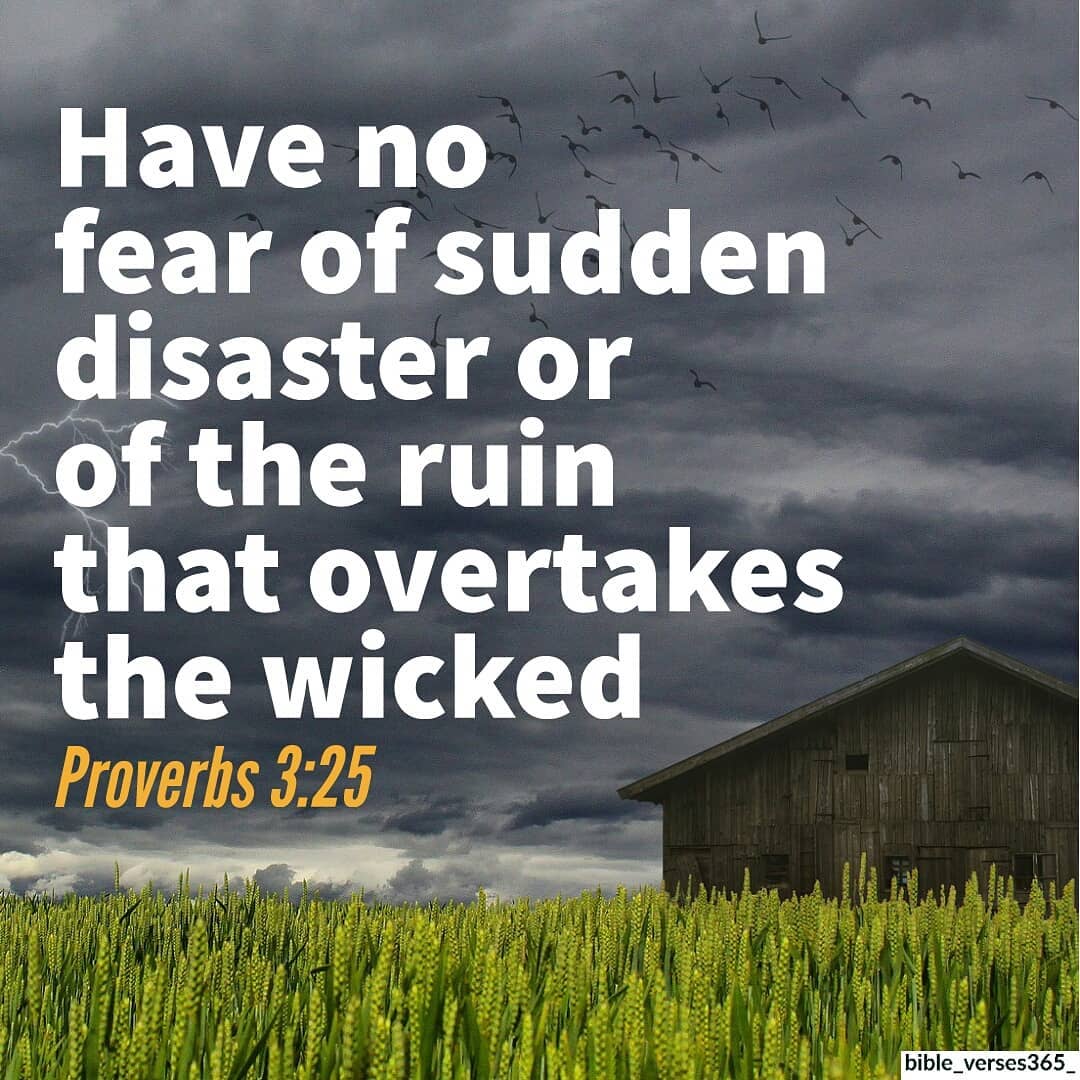 Have no
fear of sudden
disaster or
of the ruin
that overtakes
the wicked
Proverbs 3:25
bible_verses365_